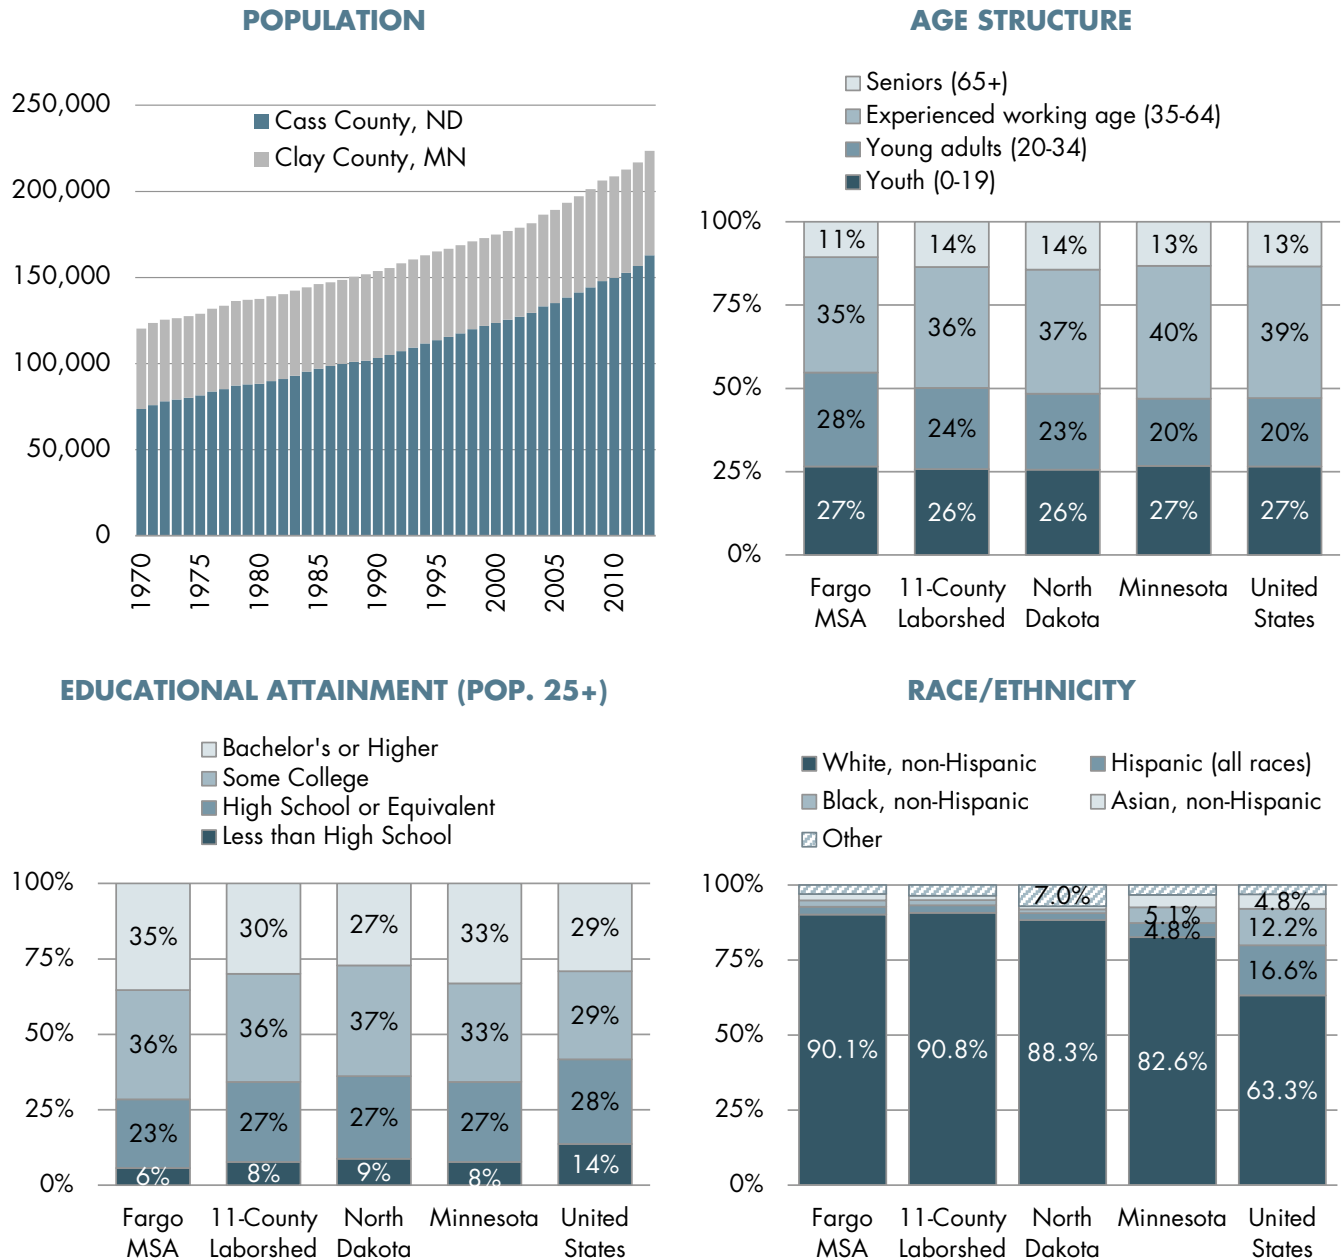 POPULATION
250,000
200,000
150,000
100,000
50,000
0
Cass County, ND
Clay County, MN
1970
1975
1980
1985
1990
1995
2000
2005
2010
AGE STRUCTURE
Seniors (65+)
Experienced working age (35-64)
Young adults (20-34)
Youth (0-19)
100%
75%
50%
25%
0%
11% 14% 14% 13% 13%
35% 36% 37% 40% 39%
28% 24% 23% 20% 20%
27% 26% 26% 27% 27%
Fargo MSA
11-County Laborshed
North Dakota
Minnesota
United States
EDUCATIONAL ATTAINMENT (POP. 25+)
Bachelor's or Higher
Some College
High School or Equivalent
Less than High School
100%
75%
50%
25%
0%
35% 30% 27% 33% 29%
36% 36% 37% 33% 29%
23% 27% 27% 27% 28%
6% 8% 9% 8% 14%
Fargo MSA
11-County Laborshed
North Dakota
Minnesota
United States
RACE/ETHNICITY
White, non-Hispanic
Hispanic (all races)
Black, non-Hispanic
Asian, non-Hispanic
Other
100%
75%
50%
25%
0%
7.0%
4.8%
5.1%
12.2%
4.8%
16.6%
90.1% 90.8% 88.3% 82.6% 63.3%
Fargo MSA
11-County Laborshed
North Dakota
Minnesota
United States